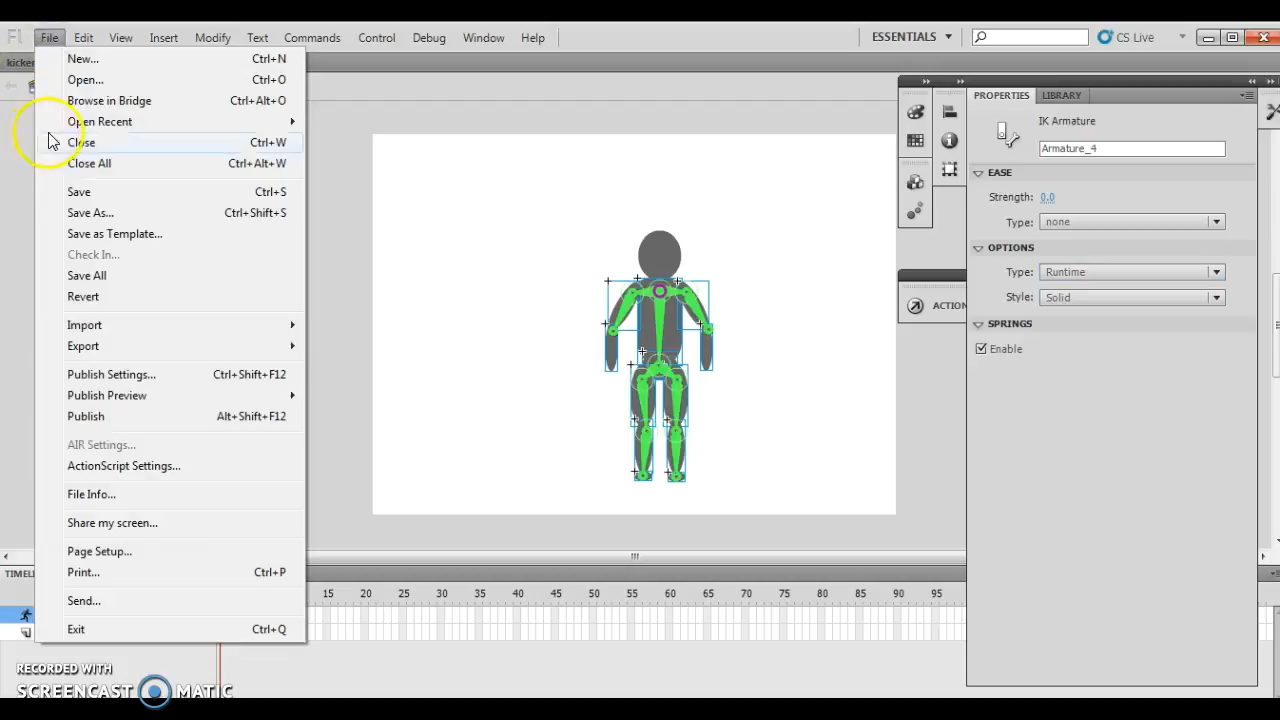 Fl File Edit View Insert Modify Text Commands Control Debug Window Help ESSENTIALS CS Live
kicker
New... Ctrl+N
Open... Ctrl+O
Browse in Bridge Ctrl+Alt+O
Open Recent
Close Ctrl+W
Close All Ctrl+Alt+W
Save Ctrl+S
Save As... Ctrl+Shift+S
Save as Template...
Check In...
Save All
Revert
Import
Export
Publish Settings... Ctrl+Shift+F12
Publish Preview
Publish Alt+Shift+F12
AIR Settings...
ActionScript Settings...
File Info...
Share my screen...
Page Setup...
Print... Ctrl+P
Send...
Exit Ctrl+Q
PROPERTIES LIBRARY
IK Armature
Armature_4
EASE
Strength: 0.0
Type: none
OPTIONS
Type: Runtime
Style: Solid
SPRINGS
Enable
ACTION
TIMELI
15 20 25 30 35 40 45 50 55 60 65 70 75 80 85 90 95
RECORDED WITH
SCREENCAST MATIC